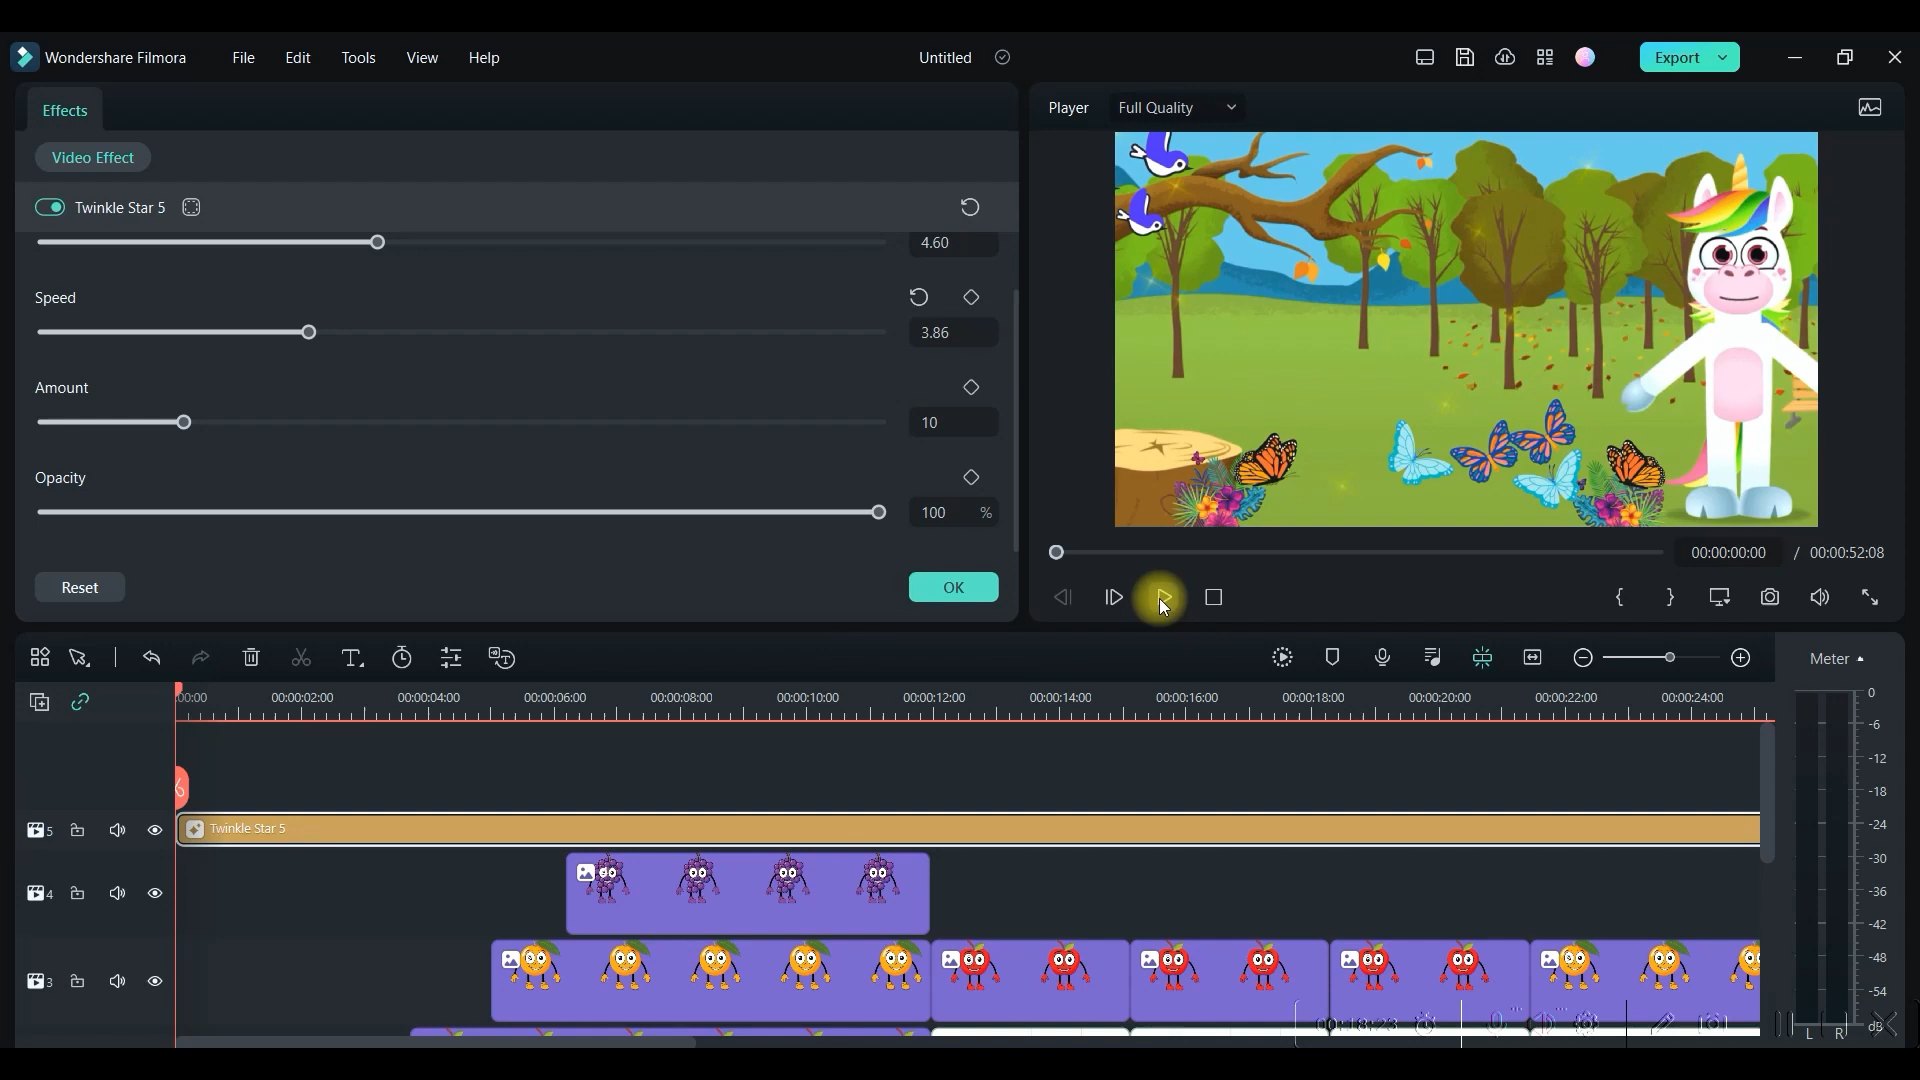 Wondershare Filmora File Edit Tools View Help Untitled Export
Effects
Player Full Quality
Video Effect
Twinkle Star 5
4.60
Speed
3.86
Amount
10
Opacity
100 %
Reset OK
00:00:00:00 / 00:00:52:08
Meter
:00:00 00:00:02:00 00:00:04:00 00:00:06:00 00:00:08:00 00:00:10:00 00:00:12:00 00:00:14:00 00:00:16:00 00:00:18:00 00:00:20:00 00:00:22:00 00:00:24:00
0
-6
-12
-18
-24
-30
-36
-42
-48
-54
dB
L R
5 Twinkle Star 5
4
3